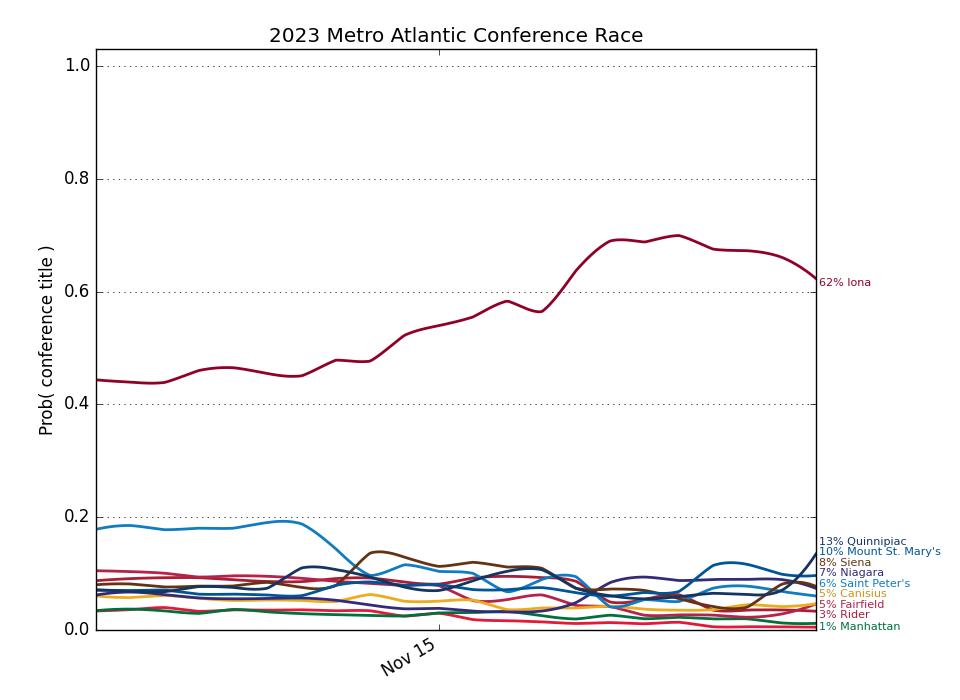 2023 Metro Atlantic Conference Race
1.0
0.8
0.6
0.4
0.2
0.0
Prob( conference title )
Nov 15
62% Iona
13% Quinnipiac
10% Mount St. Mary's
8% Siena
7% Niagara
6% Saint Peter's
5% Canisius
5% Fairfield
3% Rider
1% Manhattan